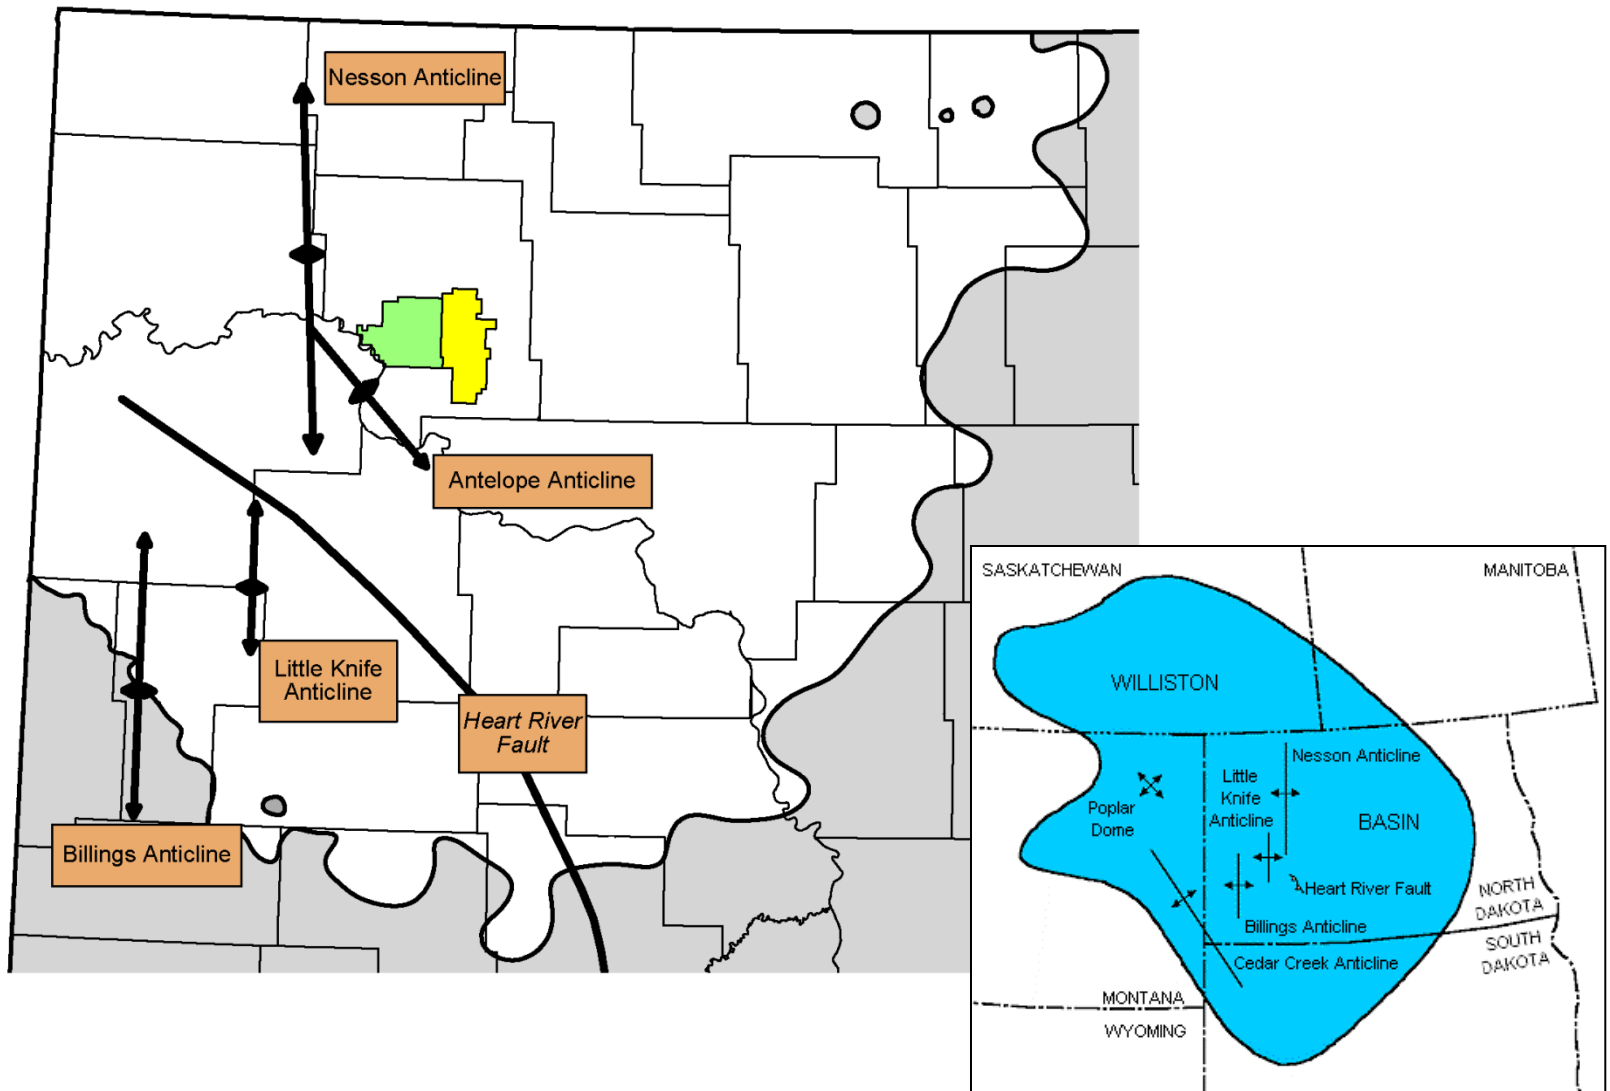 Nesson Anticline
Antelope Anticline
Little Knife
Anticline
Heart River
Fault
Billings Anticline
SASKATCHEWAN
MANITOBA
WILLISTON
Nesson Anticline
Little
Knife
Anticline
Poplar
Dome
BASIN
Heart River Fault
NORTH
DAKOTA
Billings Anticline
SOUTH
DAKOTA
Cedar Creek Anticline
MONTANA
WYOMING